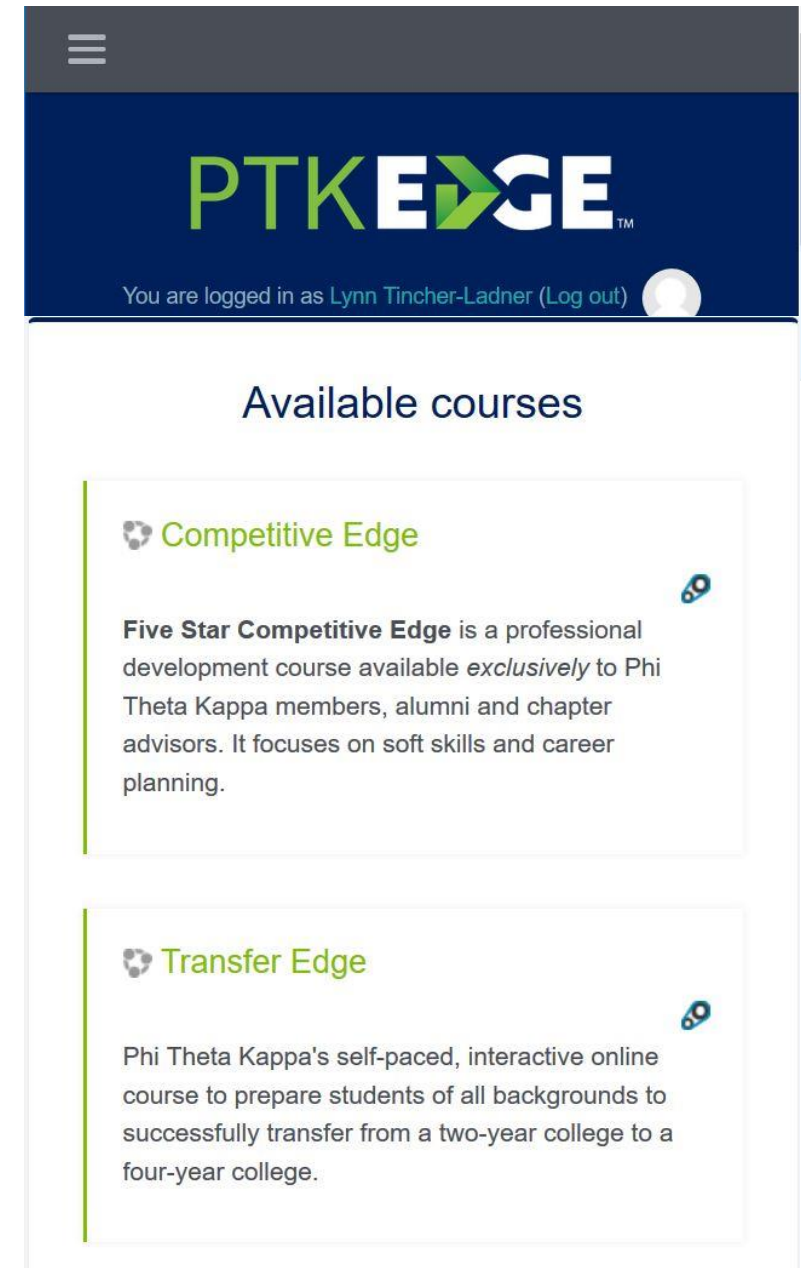 PTKEDGE™
You are logged in as Lynn Tincher-Ladner (Log out)
Available courses
Competitive Edge
Five Star Competitive Edge is a professional
development course available exclusively to Phi
Theta Kappa members, alumni and chapter
advisors. It focuses on soft skills and career
planning.
Transfer Edge
Phi Theta Kappa's self-paced, interactive online
course to prepare students of all backgrounds to
successfully transfer from a two-year college to a
four-year college.